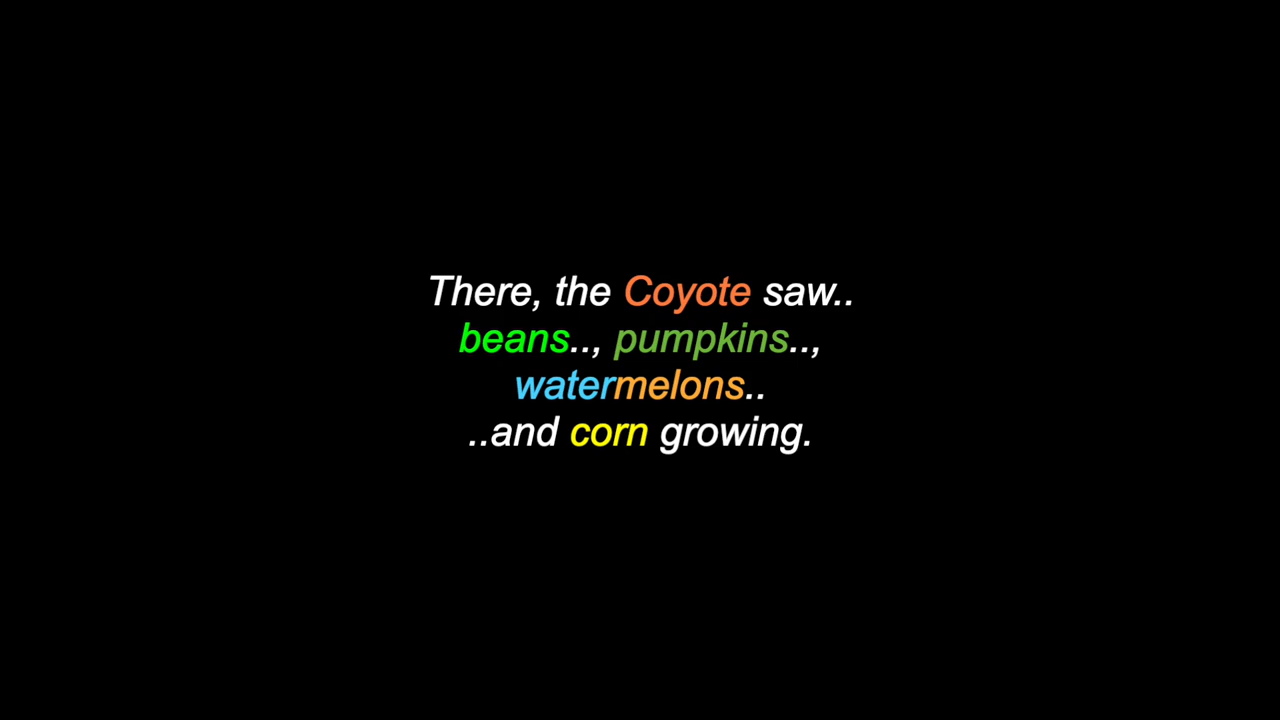 There, the Coyote saw..
beans.., pumpkins..,
watermelons..
..and corn growing.